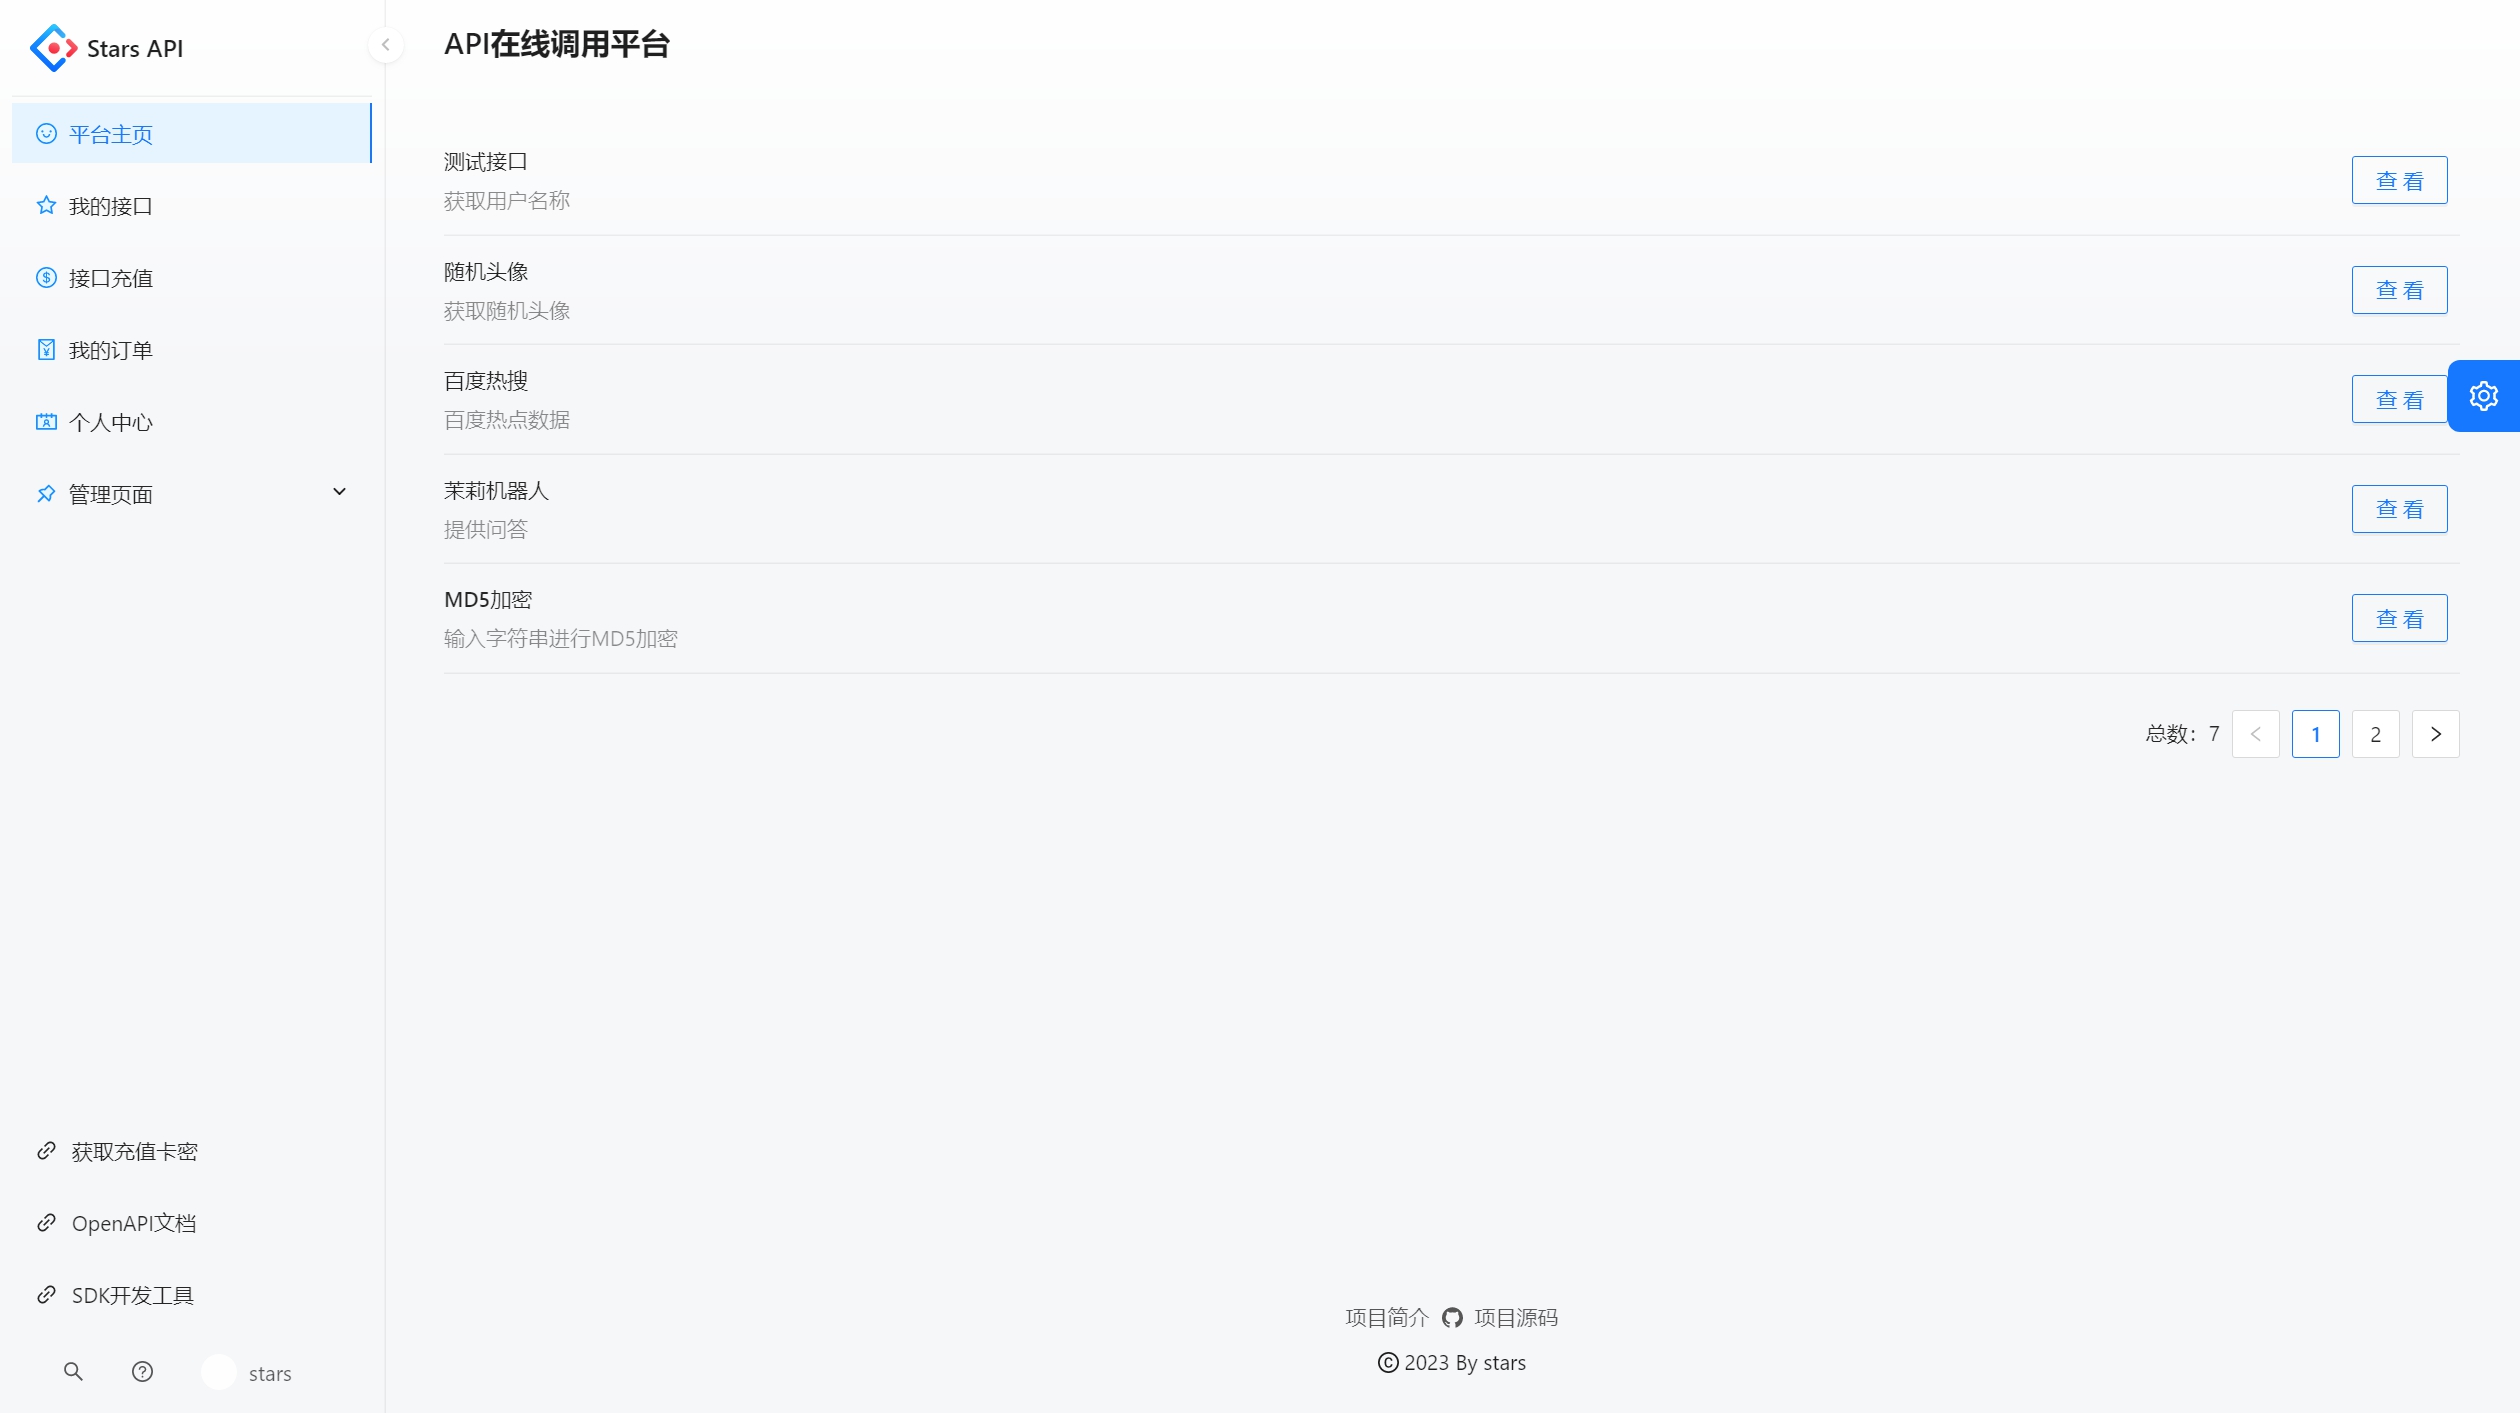 Stars API
平台主页
我的接口
接口充值
我的订单
个人中心
管理页面
获取充值卡密
OpenAPI文档
SDK开发工具
stars
API在线调用平台
测试接口
获取用户名称
查 看
随机头像
获取随机头像
查 看
百度热搜
百度热点数据
查 看
茉莉机器人
提供问答
查 看
MD5加密
输入字符串进行MD5加密
查 看
总数：7 < 1 2 >
项目简介 项目源码
© 2023 By stars